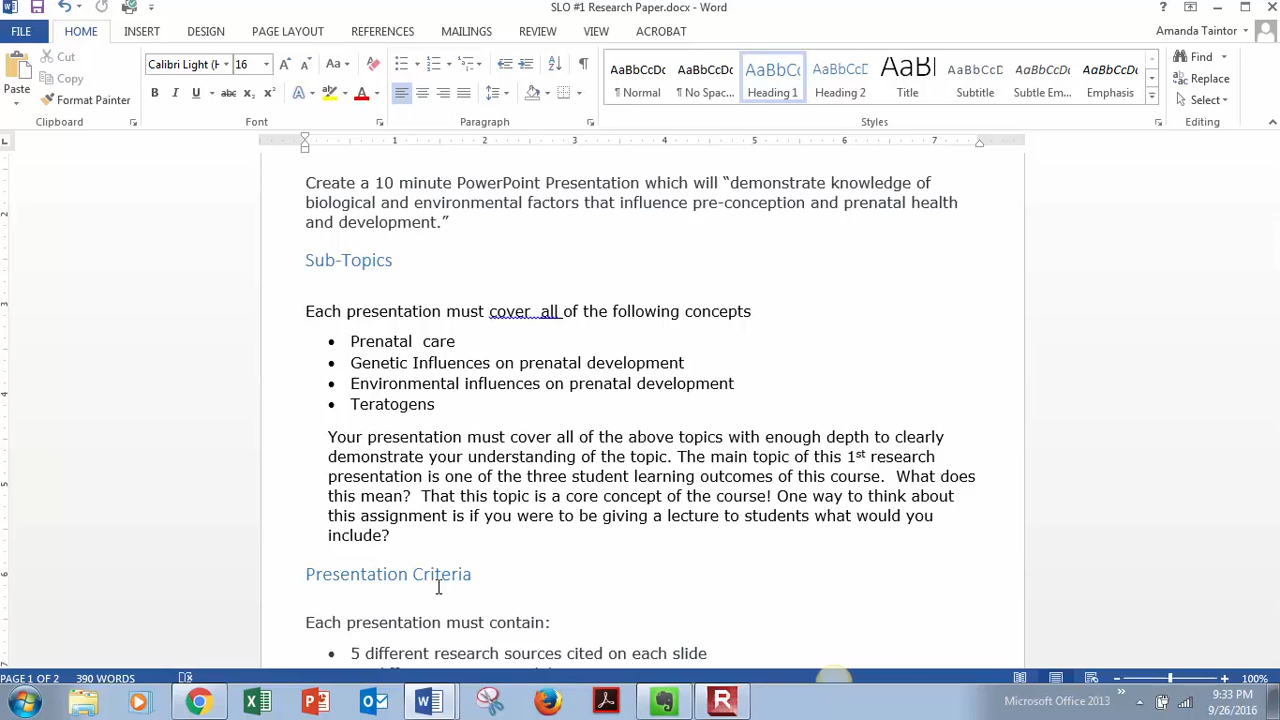 SLO #1 Research Paper.docx - Word
FILE HOME INSERT DESIGN PAGE LAYOUT REFERENCES MAILINGS REVIEW VIEW ACROBAT Amanda Taintor
Cut
Copy
Format Painter
Paste
Calibri Light (H 16
AaBbCcDc AaBbCcDc AaBbCc AaBbCcD AaB AaBbCcD AaBbCcDc AaBbCcDc
¶ Normal ¶ No Spac... Heading 1 Heading 2 Title Subtitle Subtle Em... Emphasis
Find
Replace
Select
Clipboard Font Paragraph Styles Editing
1 2 3 4 5 6 7
Create a 10 minute PowerPoint Presentation which will “demonstrate knowledge of
biological and environmental factors that influence pre-conception and prenatal health
and development.”
Sub-Topics
Each presentation must cover  all of the following concepts
• Prenatal  care
• Genetic Influences on prenatal development
• Environmental influences on prenatal development
• Teratogens
Your presentation must cover all of the above topics with enough depth to clearly
demonstrate your understanding of the topic. The main topic of this 1st research
presentation is one of the three student learning outcomes of this course.  What does
this mean?  That this topic is a core concept of the course! One way to think about
this assignment is if you were to be giving a lecture to students what would you
include?
Presentation Criteria
Each presentation must contain:
• 5 different research sources cited on each slide
PAGE 1 OF 2 390 WORDS 100%
Microsoft Office 2013
9:33 PM
9/26/2016